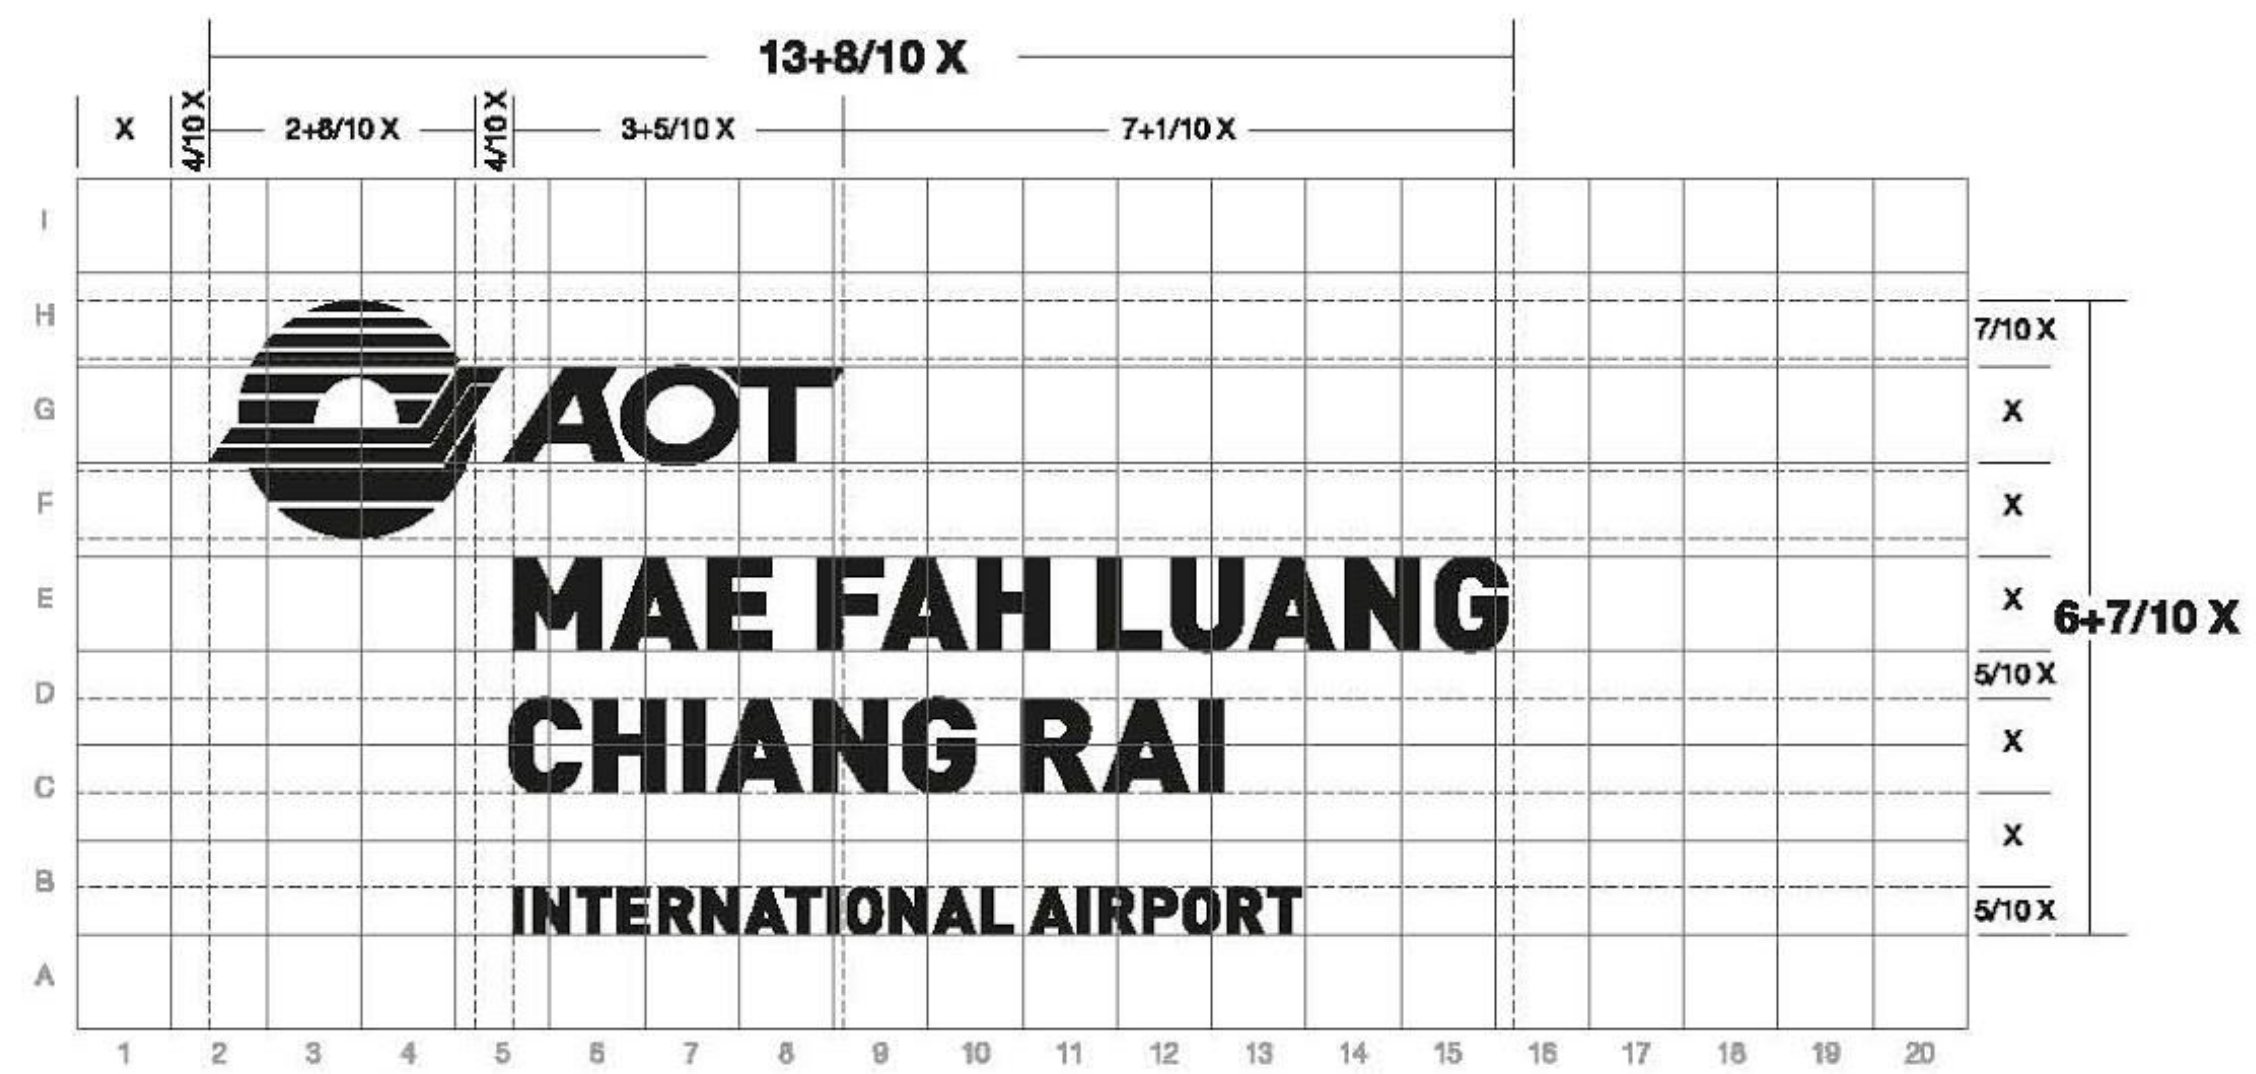 13+8/10 X
X 4/10 X 2+8/10 X 4/10 X 3+5/10 X 7+1/10 X
I
H 7/10 X
AOT
G X
F X
MAE FAH LUANG
E X 6+7/10 X
5/10 X
D
CHIANG RAI X
C
X
B
INTERNATIONAL AIRPORT 5/10 X
A
1 2 3 4 5 6 7 8 9 10 11 12 13 14 15 16 17 18 19 20